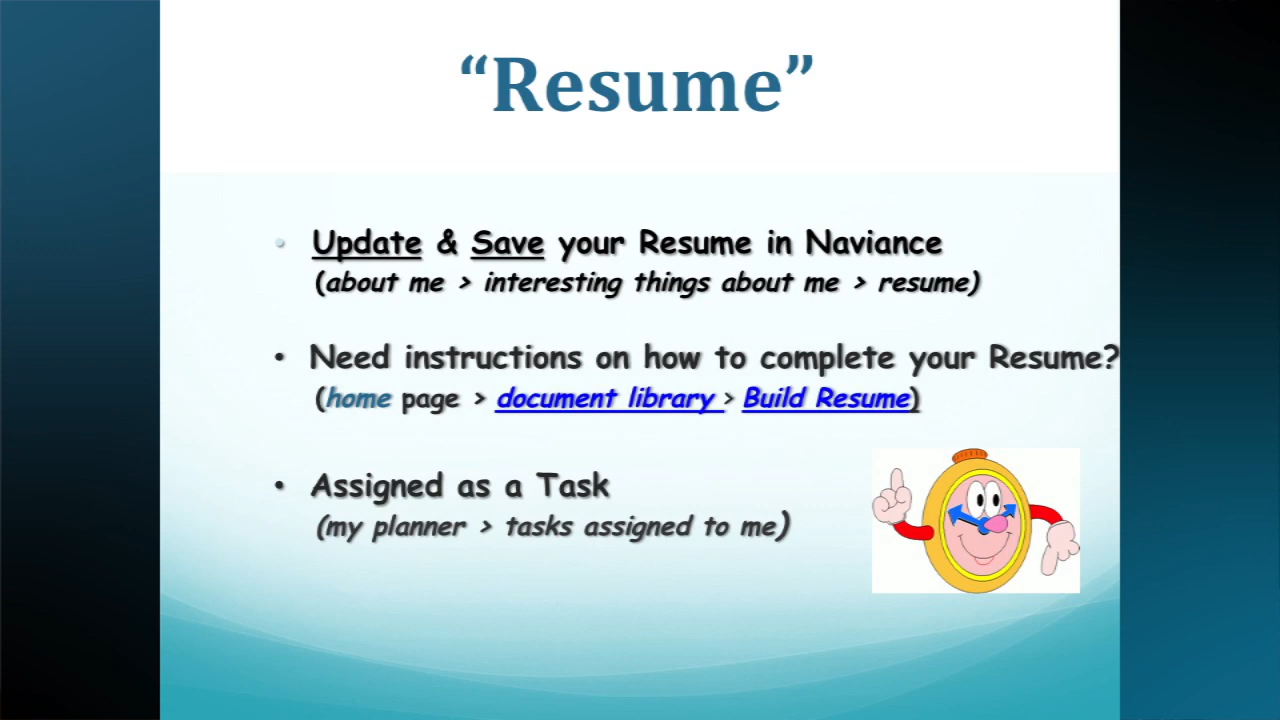 “Resume”
• Update & Save your Resume in Naviance
(about me > interesting things about me > resume)
• Need instructions on how to complete your Resume?
(home page > document library > Build Resume)
• Assigned as a Task
(my planner > tasks assigned to me)